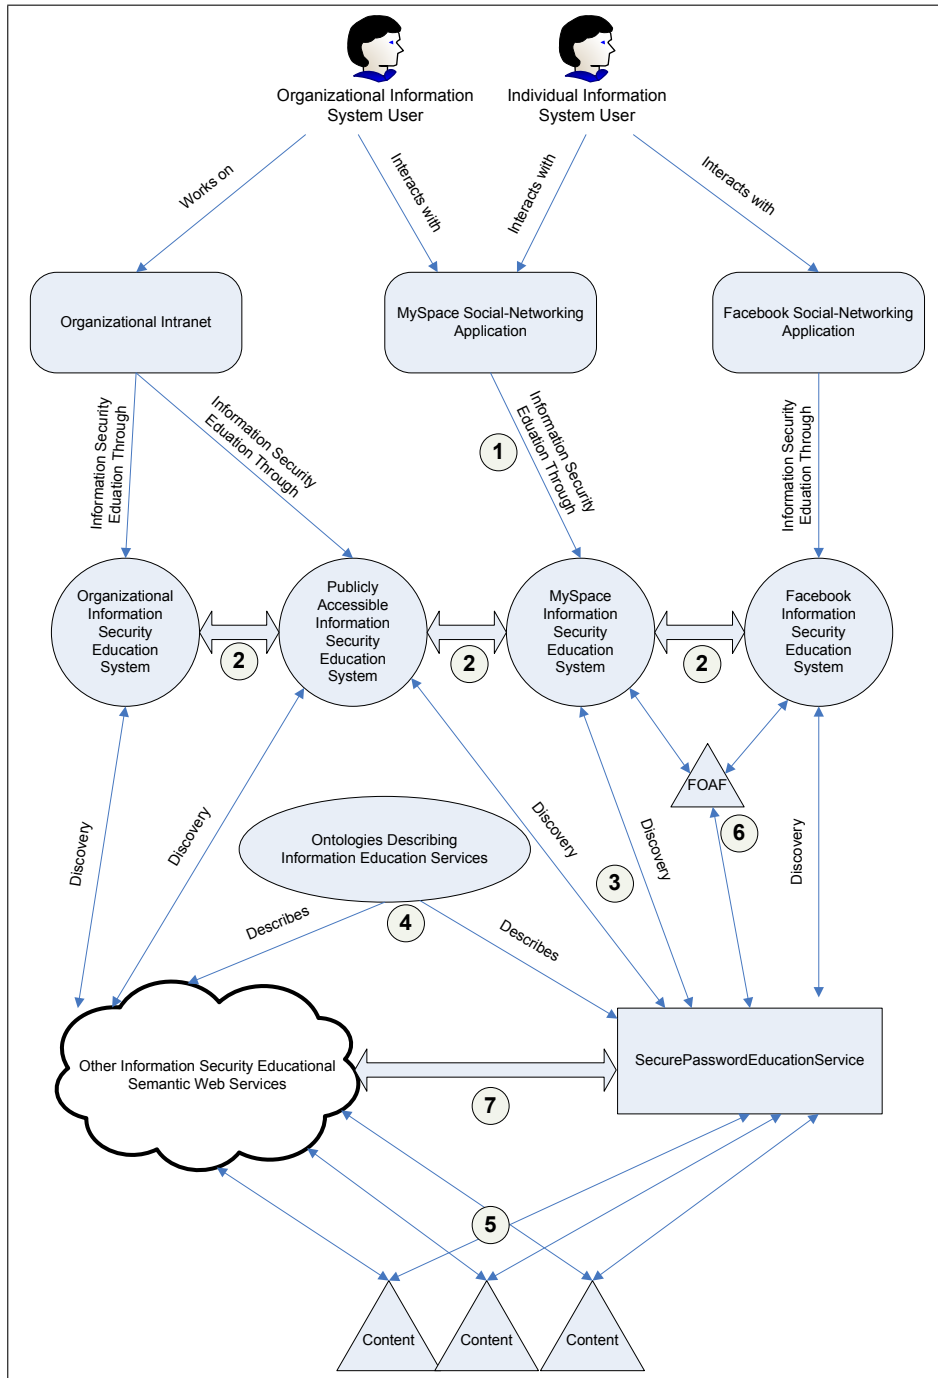 Organizational Information
System User
Individual Information
System User
Works on
Interacts with
Interacts with
Interacts with
Organizational Intranet
MySpace Social-Networking
Application
Facebook Social-Networking
Application
Information Security
Eduation Through
Information Security
Eduation Through
1
Information Security
Eduation Through
Information Security
Eduation Through
Organizational
Information
Security
Education
System
2
Publicly
Accessible
Information
Security
Education
System
2
MySpace
Information
Security
Education
System
2
Facebook
Information
Security
Education
System
FOAF
6
Discovery
Discovery
Ontologies Describing
Information Education Services
Discovery
3
Discovery
Discovery
4
Describes
Describes
Other Information Security Educational
Semantic Web Services
7
SecurePasswordEducationService
5
Content
Content
Content